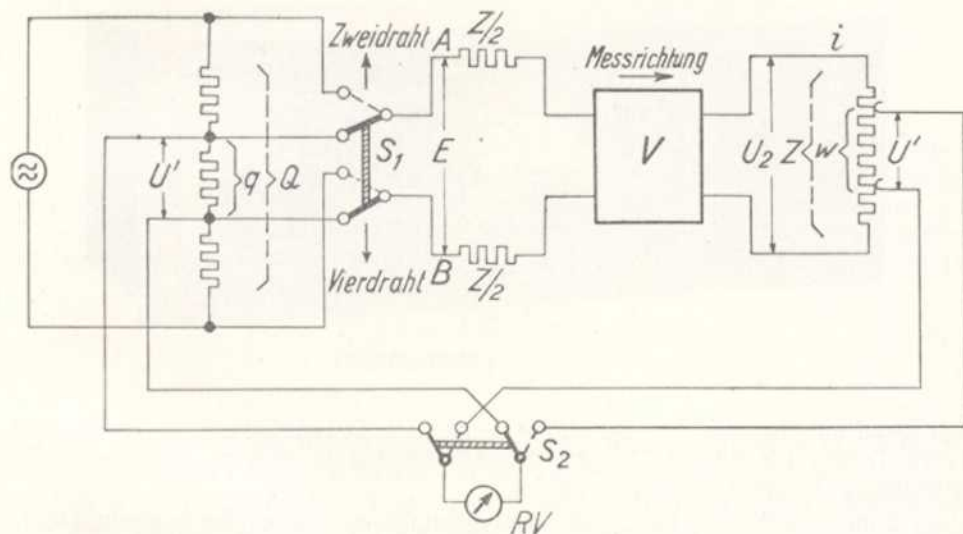 Zweidraht
A
Z/2
Messrichtung
i
U'
q
Q
S₁
E
V
U₂
Z
w
U'
Vierdraht
B
Z/2
S₂
RV